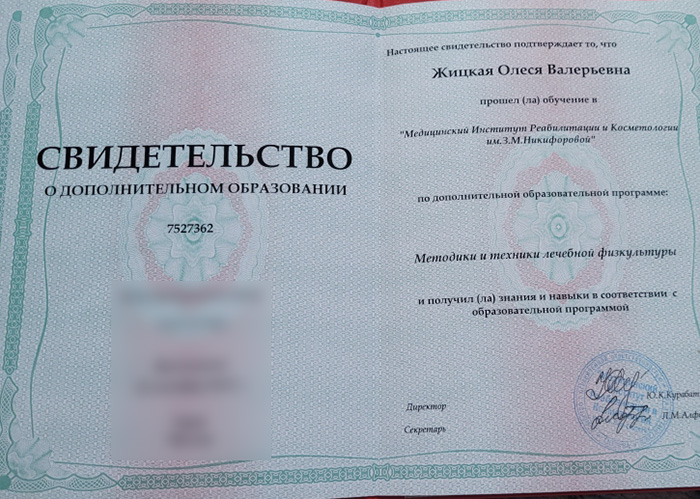 СВИДЕТЕЛЬСТВО
О ДОПОЛНИТЕЛЬНОМ ОБРАЗОВАНИИ
7527362
Настоящее свидетельство подтверждает то, что
Жицкая Олеся Валерьевна
прошел (ла) обучение в
"Медицинский Институт Реабилитации и Косметологии
им.З.М.Никифоровой"
по дополнительной образовательной программе:
Методики и техники лечебной физкультуры
и получил (ла) знания и навыки в соответствии с
образовательной программой
Директор
Ю.К.Курбат
Секретарь
Л.М.Алф